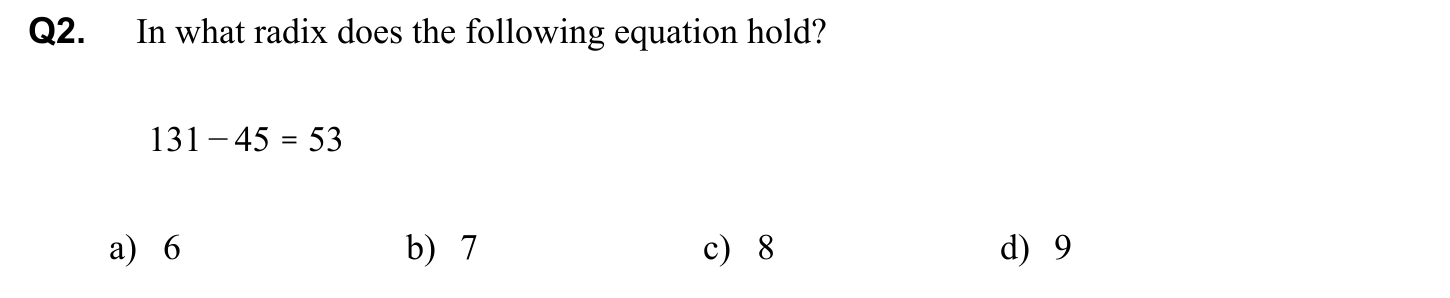 Q2. In what radix does the following equation hold?
131 − 45 = 53
a) 6 b) 7 c) 8 d) 9